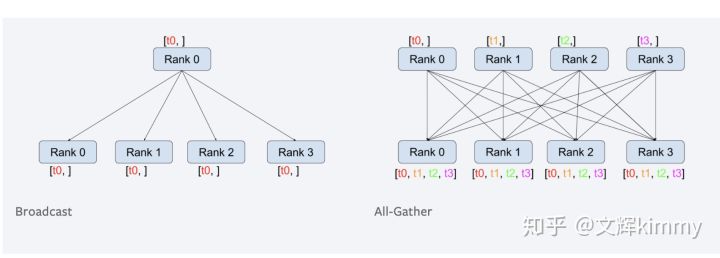 [t0, ]
Rank 0
Rank 0 Rank 1 Rank 2 Rank 3
[t0, ] [t0, ] [t0, ] [t0, ]
Broadcast
[t0, ] [t1,] [t2,] [t3, ]
Rank 0 Rank 1 Rank 2 Rank 3
Rank 0 Rank 1 Rank 2 Rank 3
[t0, t1, t2, t3] [t0, t1, t2, t3] [t0, t1, t2, t3] [t0, t1, t2, t3]
All-Gather
知乎 @文辉kimmy